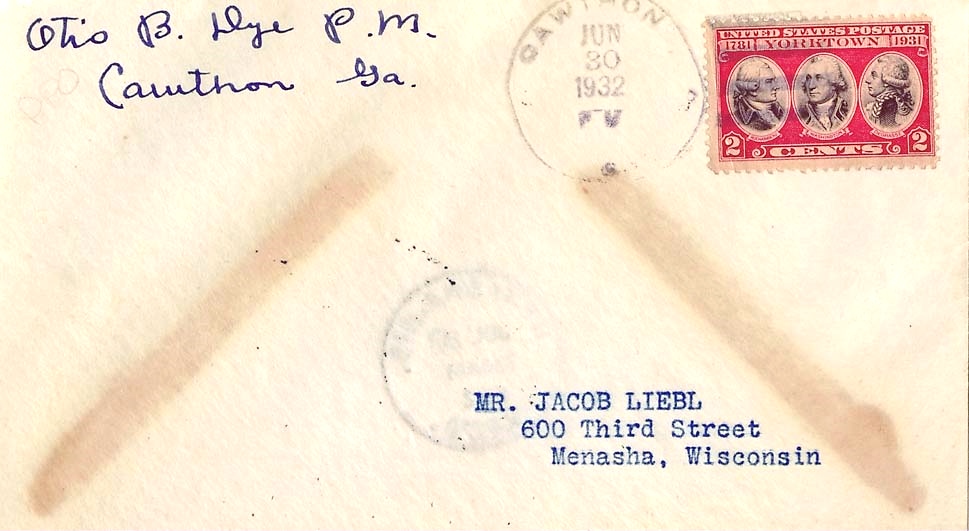 Otis B. Dye P.M.
Cawthon Ga.
CAWTHON
JUN
30
1932
UNITED STATES POSTAGE
1781 YORKTOWN 1931
2 CENTS 2
MR. JACOB LIEBL
600 Third Street
Menasha, Wisconsin